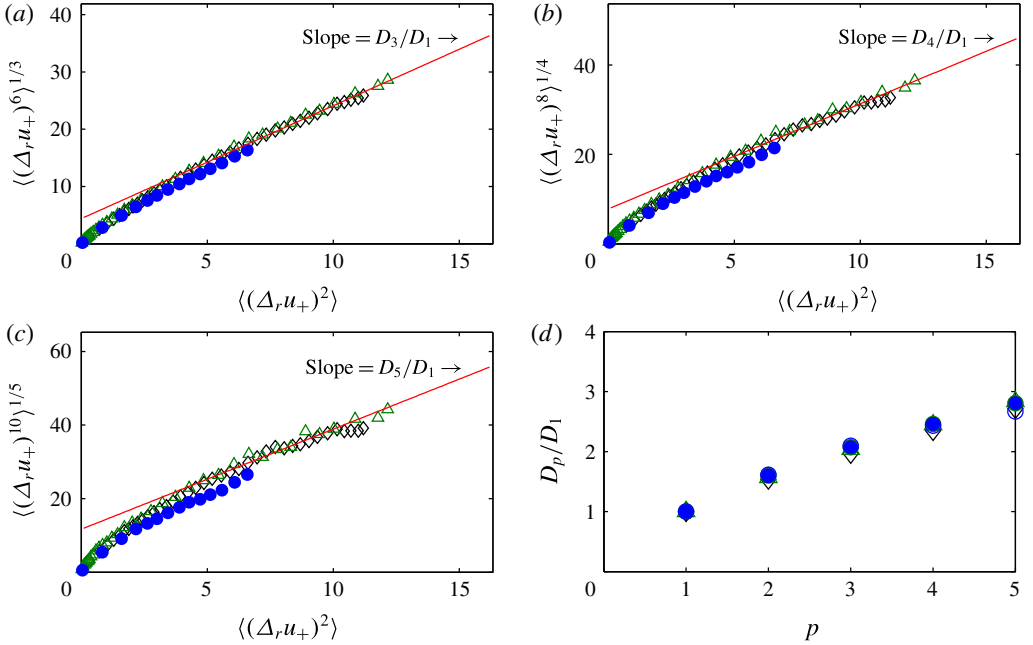 (a)
40
30
20
10
0
5
10
15
Slope = D₃/D₁ →
⟨(Δᵣu₊)⁶⟩¹/³
⟨(Δᵣu₊)²⟩
(b)
40
20
0
5
10
15
Slope = D₄/D₁ →
⟨(Δᵣu₊)⁸⟩¹/⁴
⟨(Δᵣu₊)²⟩
(c)
60
40
20
0
5
10
15
Slope = D₅/D₁ →
⟨(Δᵣu₊)¹⁰⟩¹/⁵
⟨(Δᵣu₊)²⟩
(d)
4
3
2
1
0
1
2
3
4
5
Dₚ/D₁
p